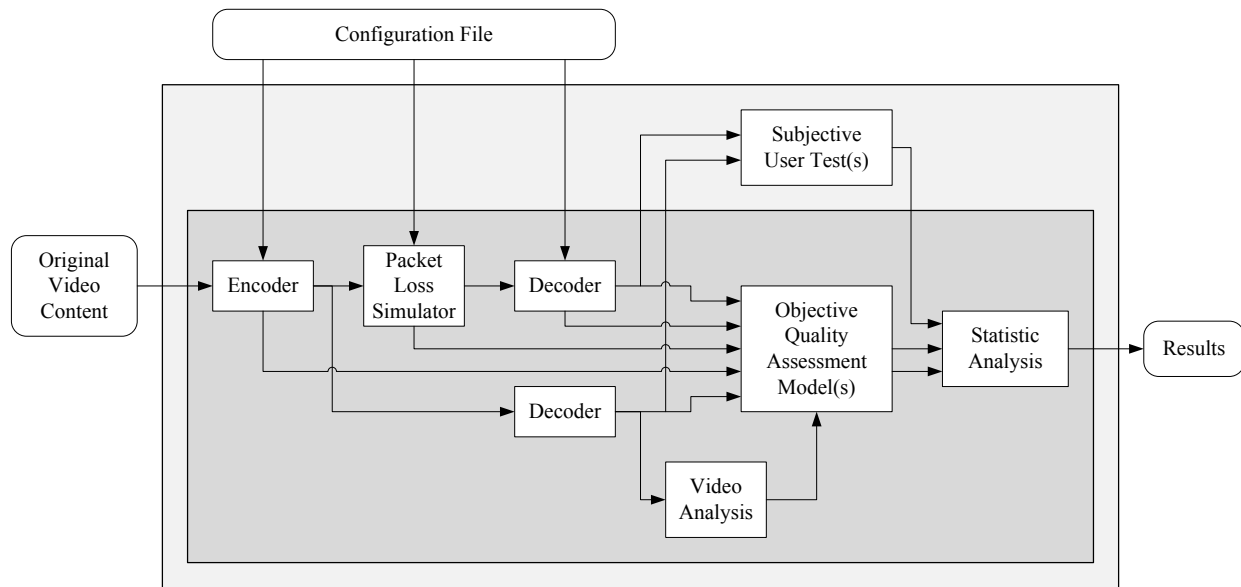 Configuration File
Subjective
User Test(s)
Original
Video
Content
Encoder
Packet
Loss
Simulator
Decoder
Objective
Quality
Assessment
Model(s)
Statistic
Analysis
Results
Decoder
Video
Analysis